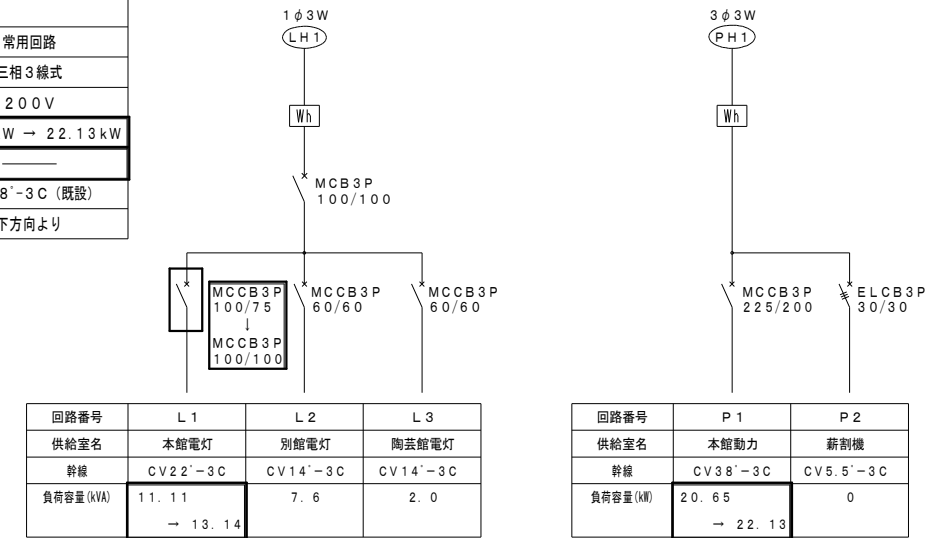 常用回路
三相３線式
２００Ｖ
Ｗ → ２２.１３ｋＷ
８゜-３Ｃ（既設）
下方向より
１φ３Ｗ
ＬＨ１
Ｗｈ
ＭＣＢ３Ｐ
１００/１００
ＭＣＣＢ３Ｐ
１００/７５
↓
ＭＣＣＢ３Ｐ
１００/１００
ＭＣＣＢ３Ｐ
６０/６０
ＭＣＣＢ３Ｐ
６０/６０
回路番号 Ｌ１ Ｌ２ Ｌ３
供給室名 本館電灯 別館電灯 陶芸館電灯
幹線 ＣＶ２２゜-３Ｃ ＣＶ１４゜-３Ｃ ＣＶ１４゜-３Ｃ
負荷容量(kVA) １１.１１ ７.６ ２.０
→ １３.１４
３φ３Ｗ
ＰＨ１
Ｗｈ
ＭＣＣＢ３Ｐ
２２５/２００
ＥＬＣＢ３Ｐ
３０/３０
回路番号 Ｐ１ Ｐ２
供給室名 本館動力 薪割機
幹線 ＣＶ３８゜-３Ｃ ＣＶ５.５゜-３Ｃ
負荷容量(kW) ２０.６５ ０
→ ２２.１３